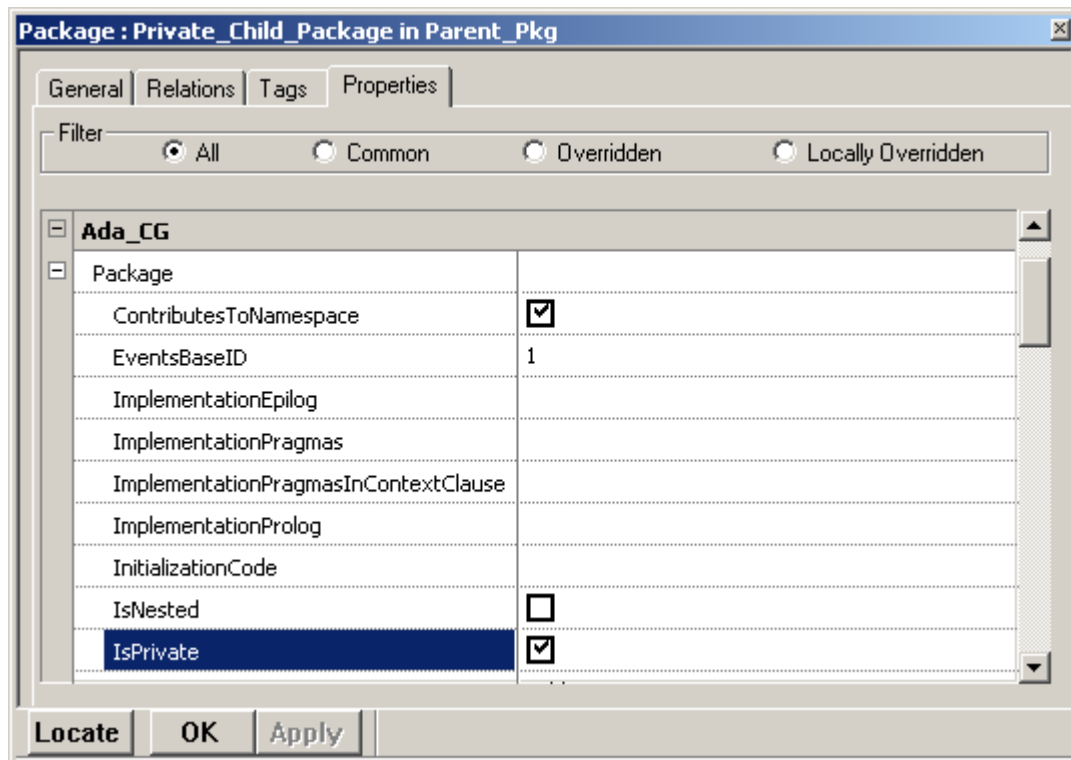 Package : Private_Child_Package in Parent_Pkg
General Relations Tags Properties
Filter
All Common Overridden Locally Overridden
Ada_CG
Package
ContributesToNamespace
EventsBaseID 1
ImplementationEpilog
ImplementationPragmas
ImplementationPragmasInContextClause
ImplementationProlog
InitializationCode
IsNested
IsPrivate
Locate OK Apply